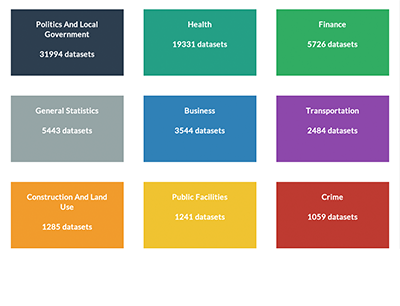 Politics And Local
Government
31994 datasets
Health
19331 datasets
Finance
5726 datasets
General Statistics
5443 datasets
Business
3544 datasets
Transportation
2484 datasets
Construction And Land
Use
1285 datasets
Public Facilities
1241 datasets
Crime
1059 datasets